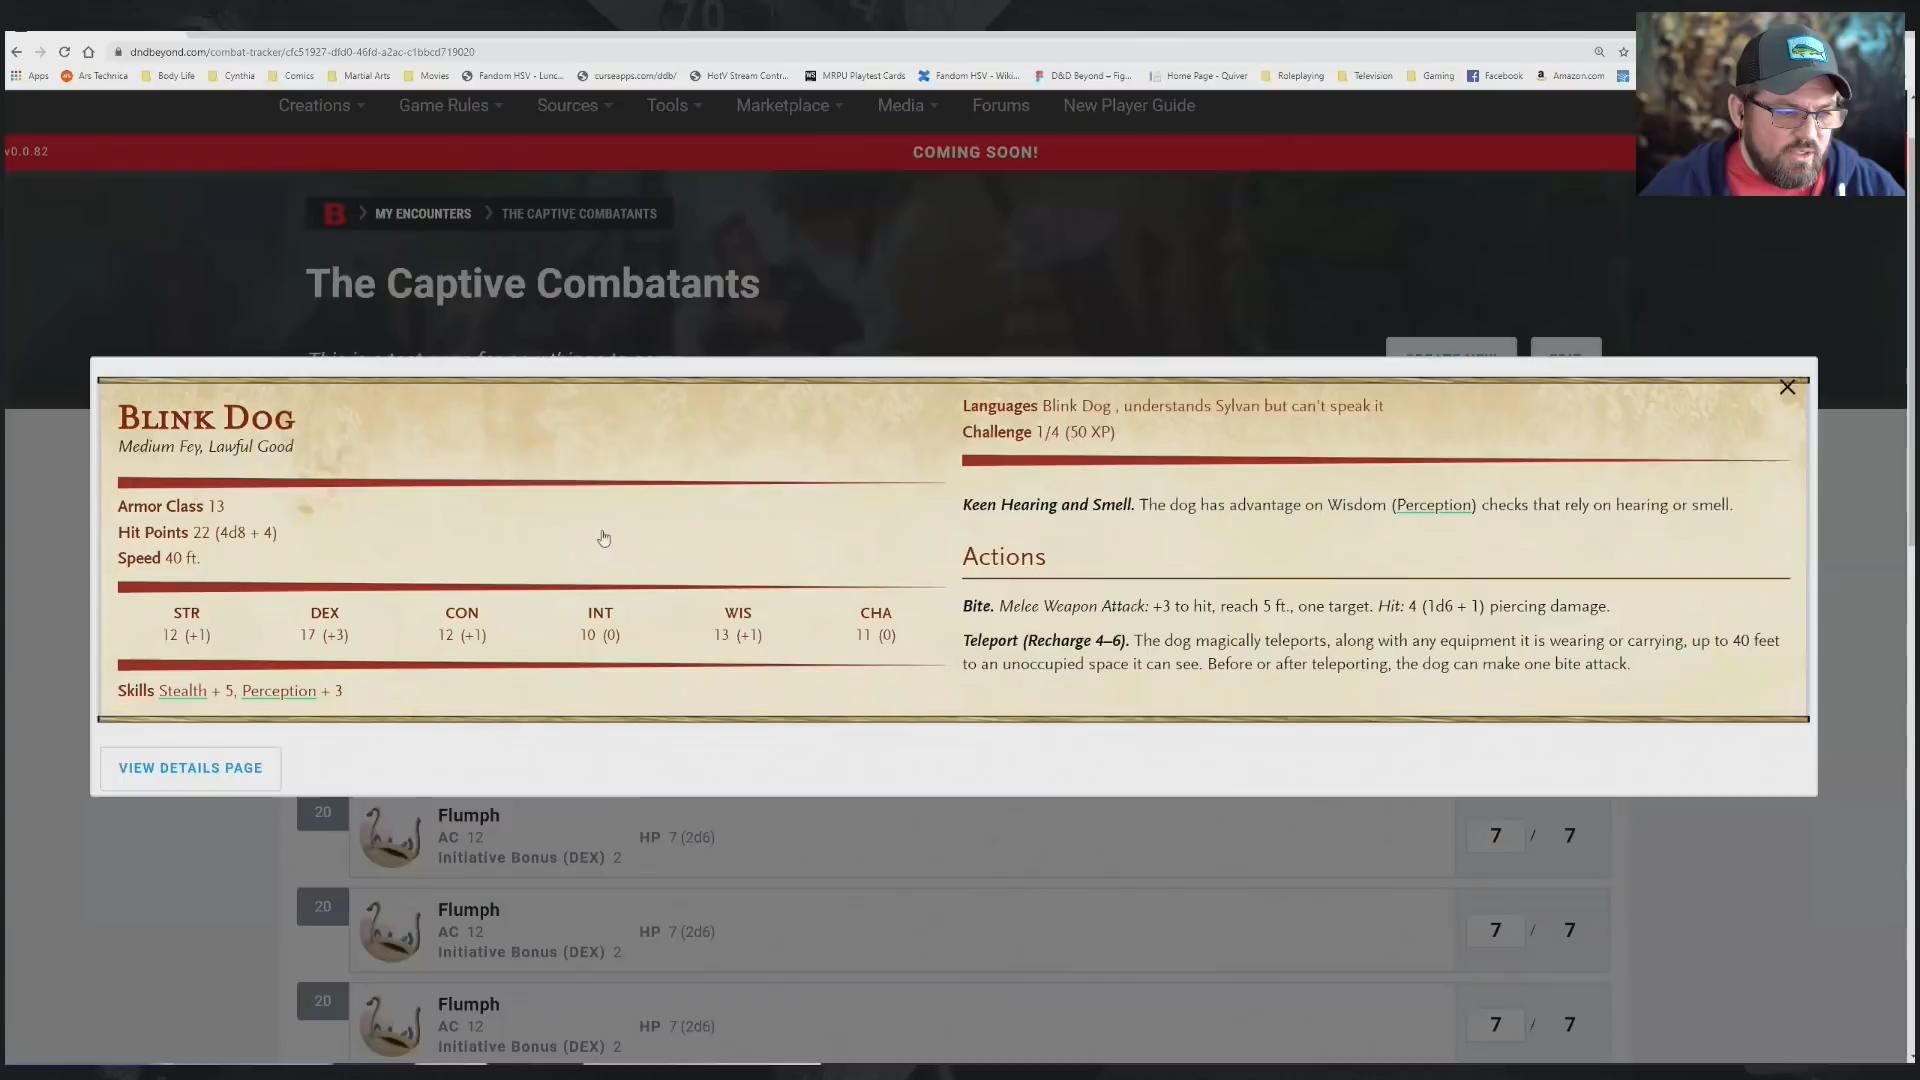 dndbeyond.com/combat-tracker/cfc51927-dfd0-46fd-a2ac-c1bbcd719020
Apps Ars Technica Body Life Cynthia Comics Martial Arts Movies Fandom HSV - Lunc... curseapps.com/ddb/ HotV Stream Contr... MRPU Playtest Cards Fandom HSV – Wiki... D&D Beyond – Fig... Home Page - Quiver Roleplaying Television Gaming Facebook Amazon.com
Creations Game Rules Sources Tools Marketplace Media Forums New Player Guide
v0.0.82
COMING SOON!
MY ENCOUNTERS THE CAPTIVE COMBATANTS
The Captive Combatants
BLINK DOG
Medium Fey, Lawful Good
Armor Class 13
Hit Points 22 (4d8 + 4)
Speed 40 ft.
STR DEX CON INT WIS CHA
12 (+1) 17 (+3) 12 (+1) 10 (0) 13 (+1) 11 (0)
Skills Stealth + 5, Perception + 3
Languages Blink Dog , understands Sylvan but can't speak it
Challenge 1/4 (50 XP)
Keen Hearing and Smell. The dog has advantage on Wisdom (Perception) checks that rely on hearing or smell.
Actions
Bite. Melee Weapon Attack: +3 to hit, reach 5 ft., one target. Hit: 4 (1d6 + 1) piercing damage.
Teleport (Recharge 4–6). The dog magically teleports, along with any equipment it is wearing or carrying, up to 40 feet
to an unoccupied space it can see. Before or after teleporting, the dog can make one bite attack.
VIEW DETAILS PAGE
20 Flumph
AC 12 HP 7 (2d6) 7 / 7
Initiative Bonus (DEX) 2
20 Flumph
AC 12 HP 7 (2d6) 7 / 7
Initiative Bonus (DEX) 2
20 Flumph
AC 12 HP 7 (2d6) 7 / 7
Initiative Bonus (DEX) 2